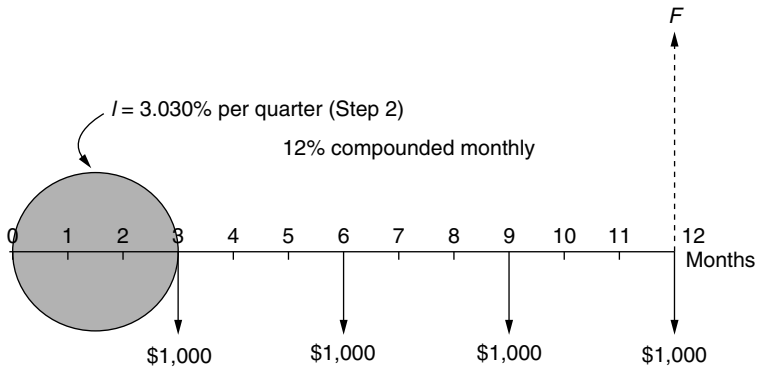 F
I = 3.030% per quarter (Step 2)
12% compounded monthly
0 1 2 3 4 5 6 7 8 9 10 11 12
Months
$1,000 $1,000 $1,000 $1,000